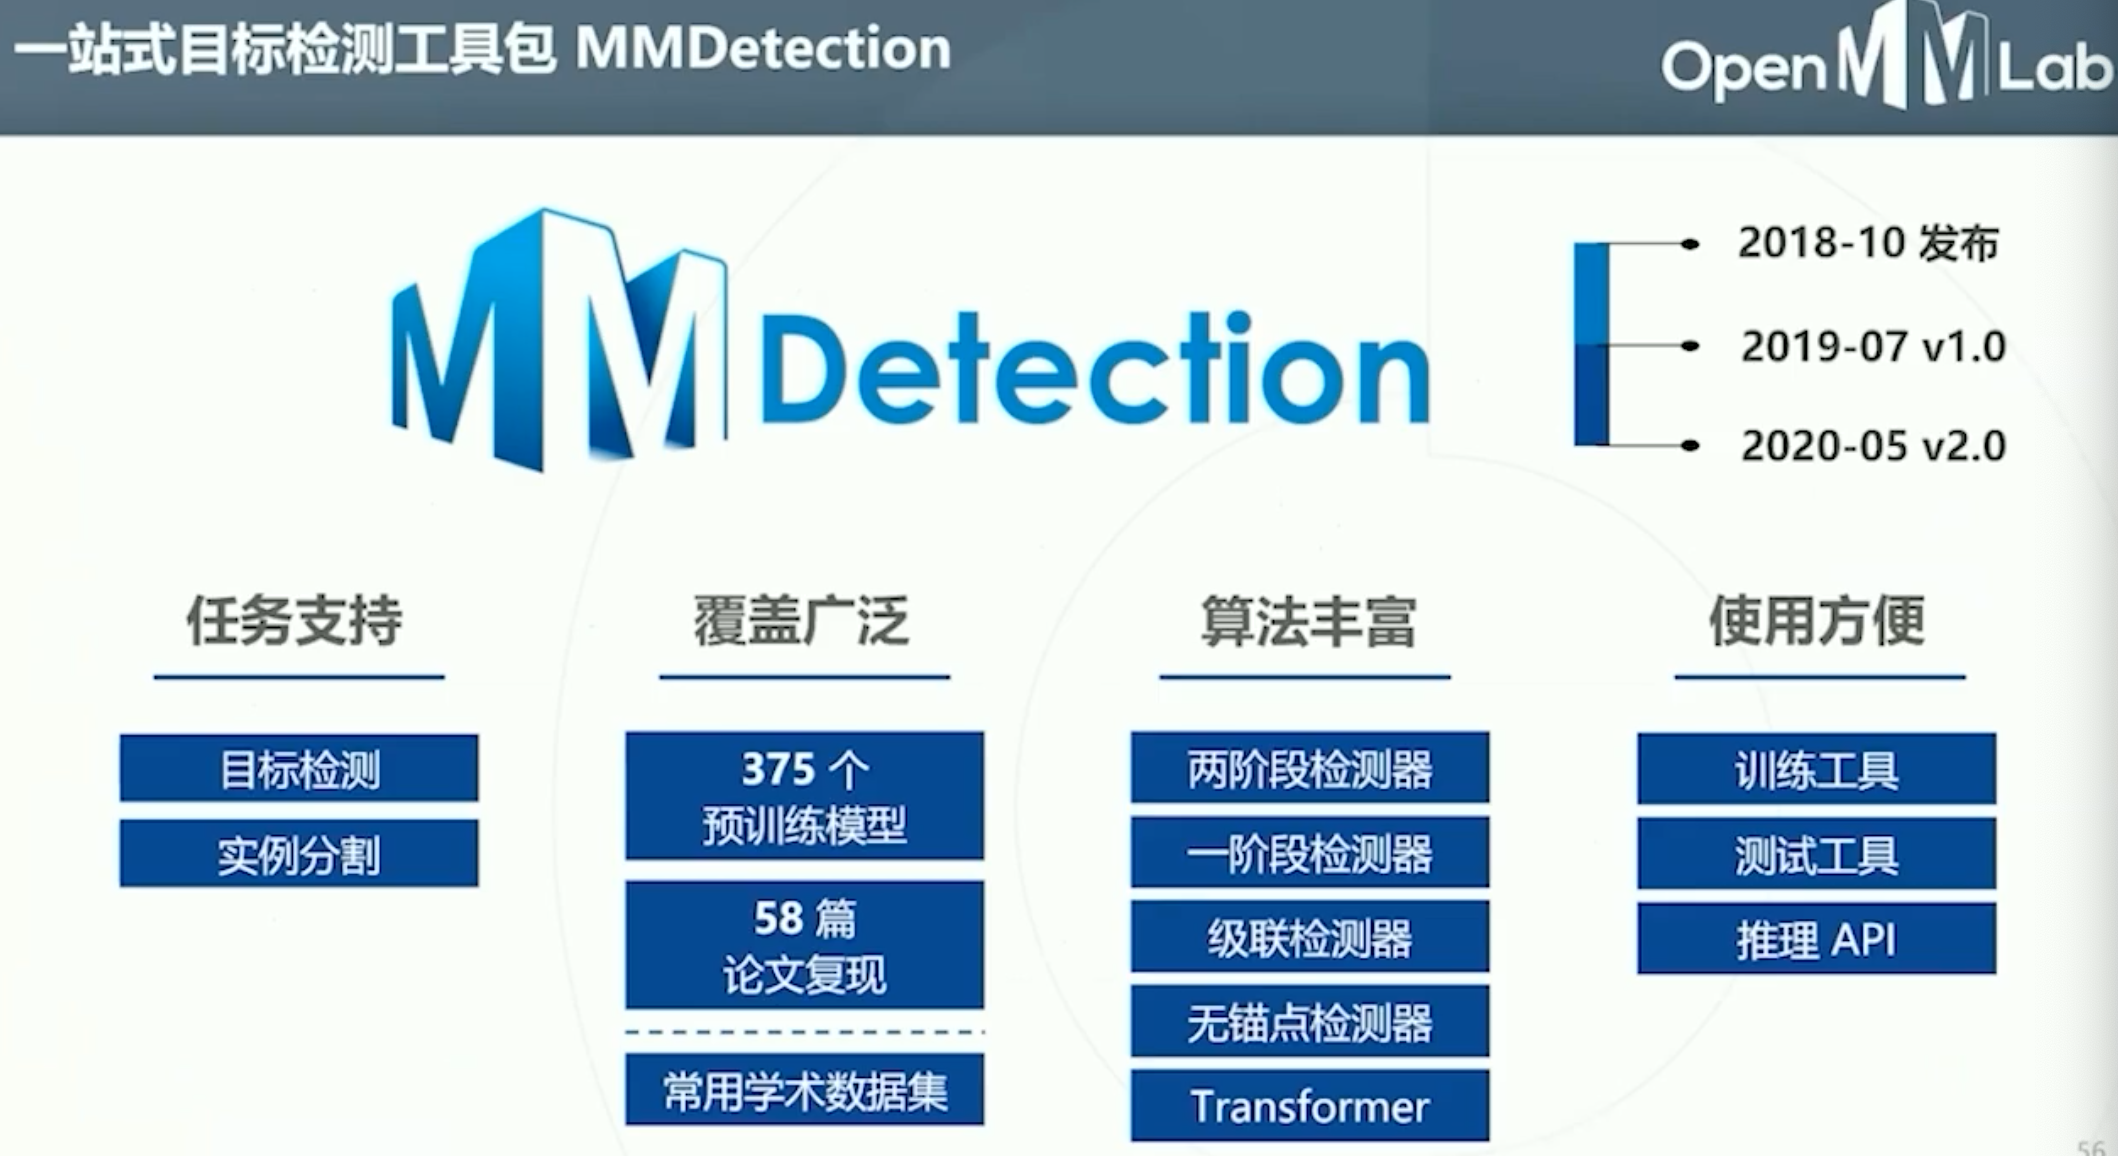 一站式目标检测工具包 MMDetection
OpenMMLab
MMDetection
2018-10 发布
2019-07 v1.0
2020-05 v2.0
任务支持
目标检测
实例分割
覆盖广泛
375 个
预训练模型
58 篇
论文复现
常用学术数据集
算法丰富
两阶段检测器
一阶段检测器
级联检测器
无锚点检测器
Transformer
使用方便
训练工具
测试工具
推理 API
56